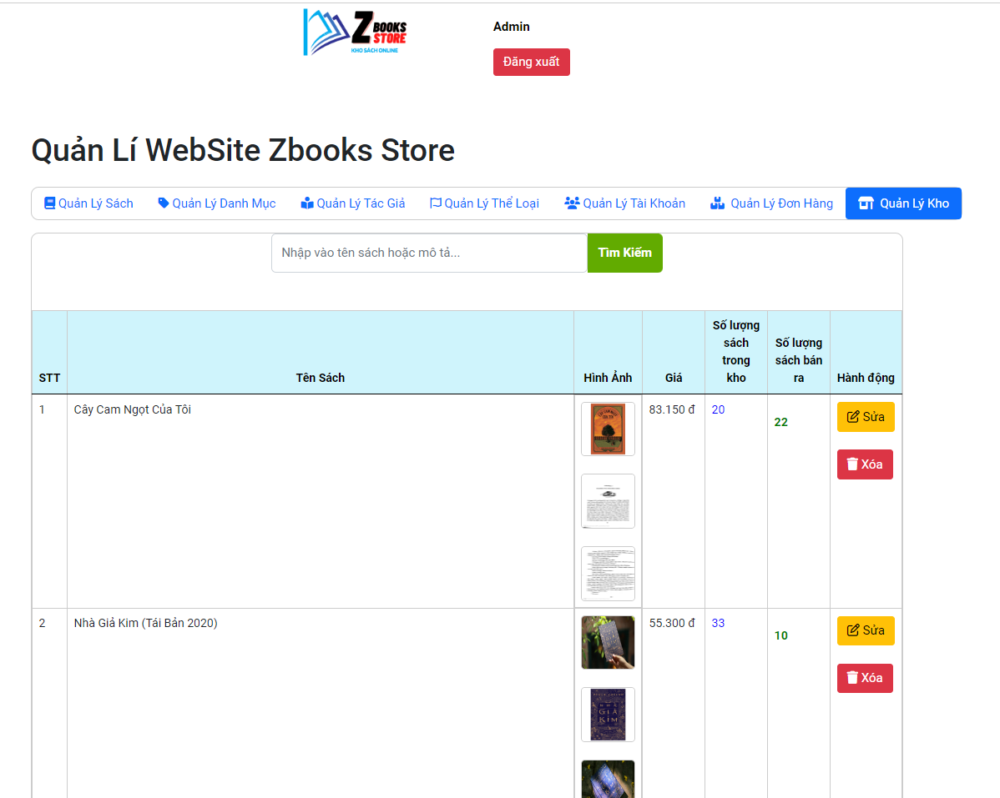 Z BOOKS
STORE
KHO SÁCH ONLINE
Admin
Đăng xuất
Quản Lí WebSite Zbooks Store
Quản Lý Sách Quản Lý Danh Mục Quản Lý Tác Giả Quản Lý Thể Loại Quản Lý Tài Khoản Quản Lý Đơn Hàng Quản Lý Kho
Nhập vào tên sách hoặc mô tả... Tìm Kiếm
STT
Tên Sách
Hình Ảnh
Giá
Số lượng
sách
trong
kho
Số lượng
sách bán
ra
Hành động
1 Cây Cam Ngọt Của Tôi 83.150 đ 20 22 Sửa
Xóa
2 Nhà Giả Kim (Tái Bản 2020) 55.300 đ 33 10 Sửa
Xóa
NHÀ
GIẢ
KIM